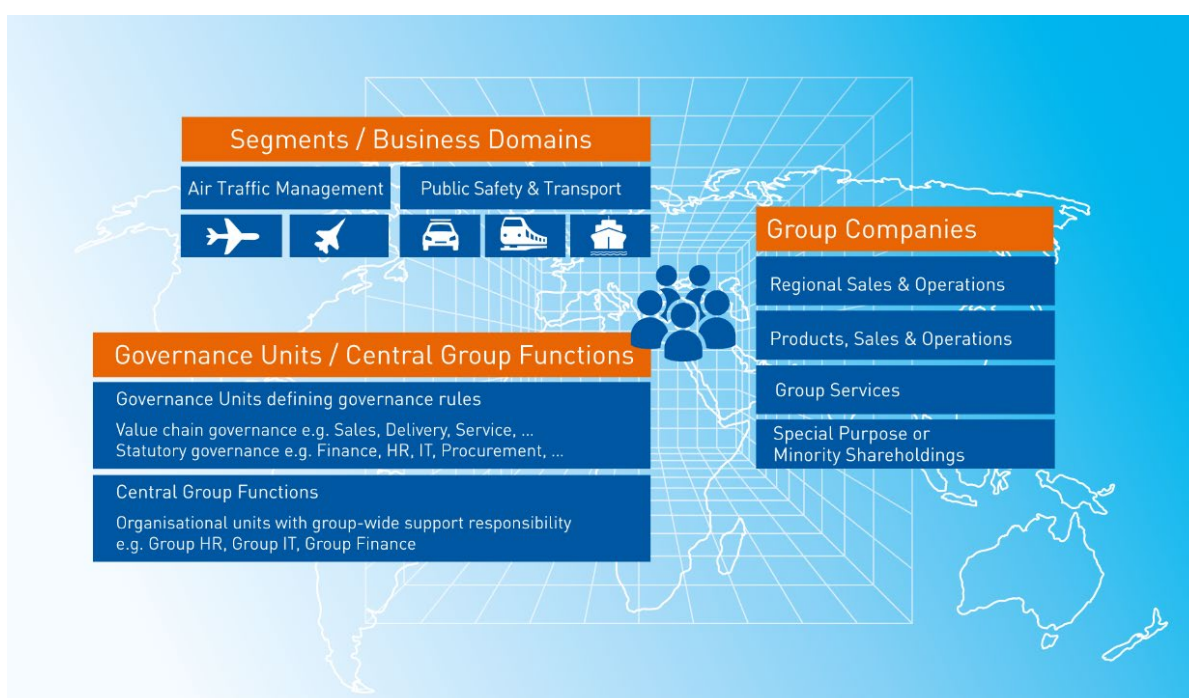 Segments / Business Domains
Air Traffic Management
Public Safety & Transport
Group Companies
Regional Sales & Operations
Products, Sales & Operations
Group Services
Special Purpose or
Minority Shareholdings
Governance Units / Central Group Functions
Governance Units defining governance rules
Value chain governance e.g. Sales, Delivery, Service, ...
Statutory governance e.g. Finance, HR, IT, Procurement, ...
Central Group Functions
Organisational units with group-wide support responsibility
e.g. Group HR, Group IT, Group Finance